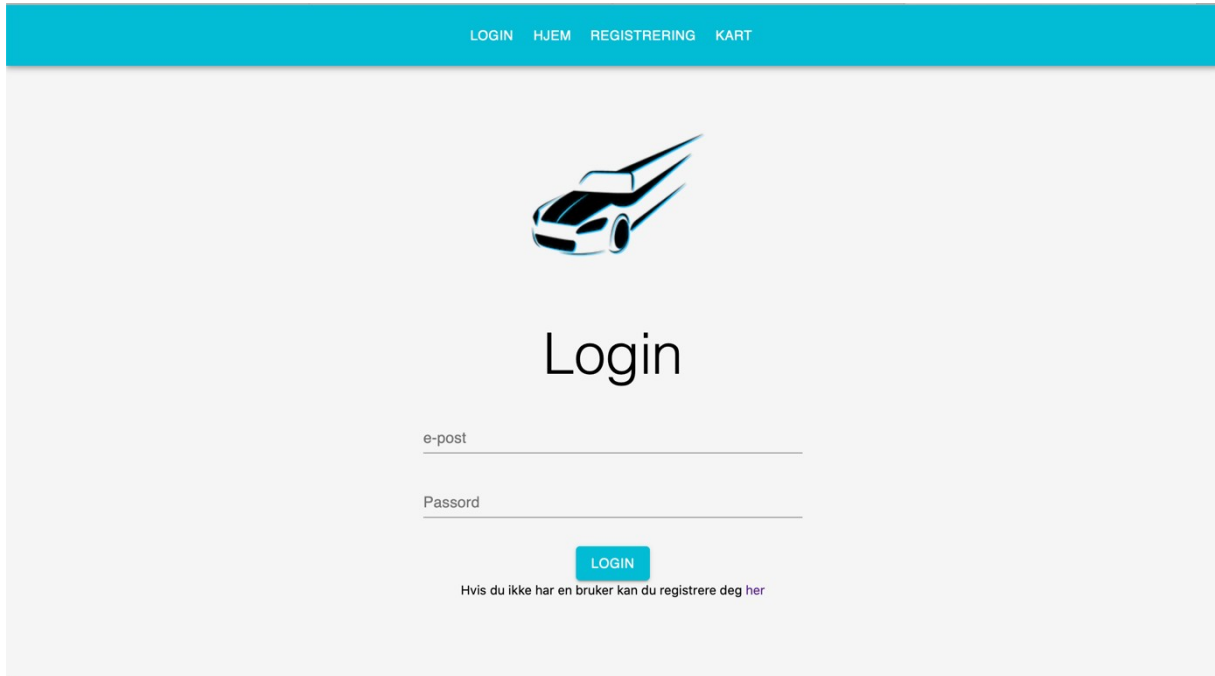 LOGIN HJEM REGISTRERING KART
Login
e-post
Passord
LOGIN
Hvis du ikke har en bruker kan du registrere deg her